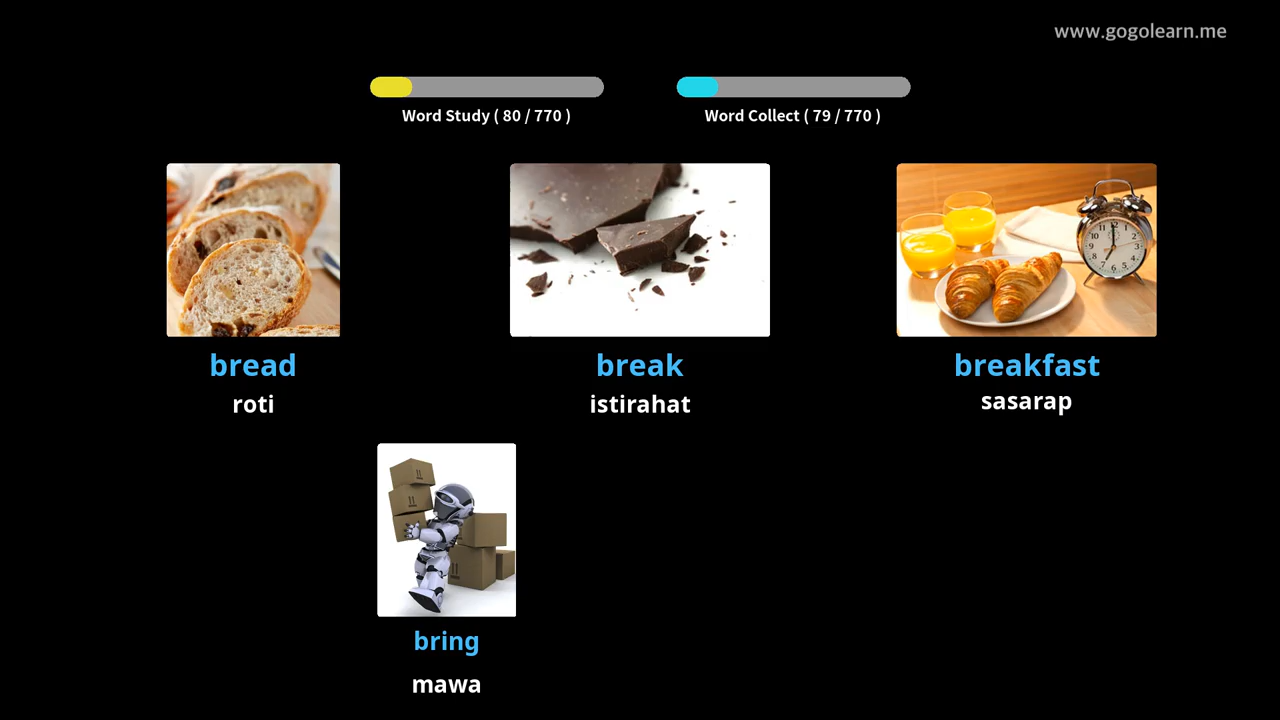 www.gogolearn.me
Word Study ( 80 / 770 )
Word Collect ( 79 / 770 )
bread
break
breakfast
roti
istirahat
sasarap
bring
mawa